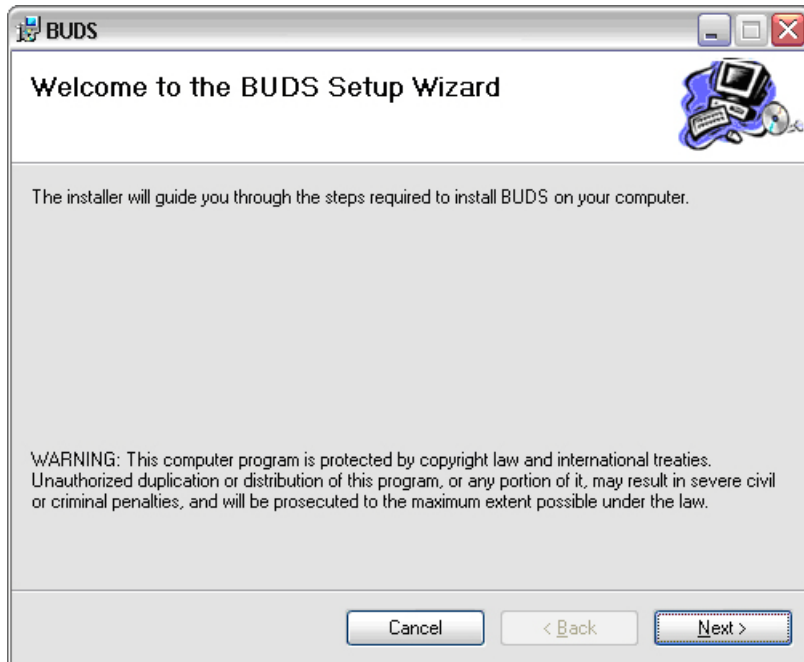 BUDS
Welcome to the BUDS Setup Wizard
The installer will guide you through the steps required to install BUDS on your computer.
WARNING: This computer program is protected by copyright law and international treaties.
Unauthorized duplication or distribution of this program, or any portion of it, may result in severe civil
or criminal penalties, and will be prosecuted to the maximum extent possible under the law.
Cancel < Back Next >